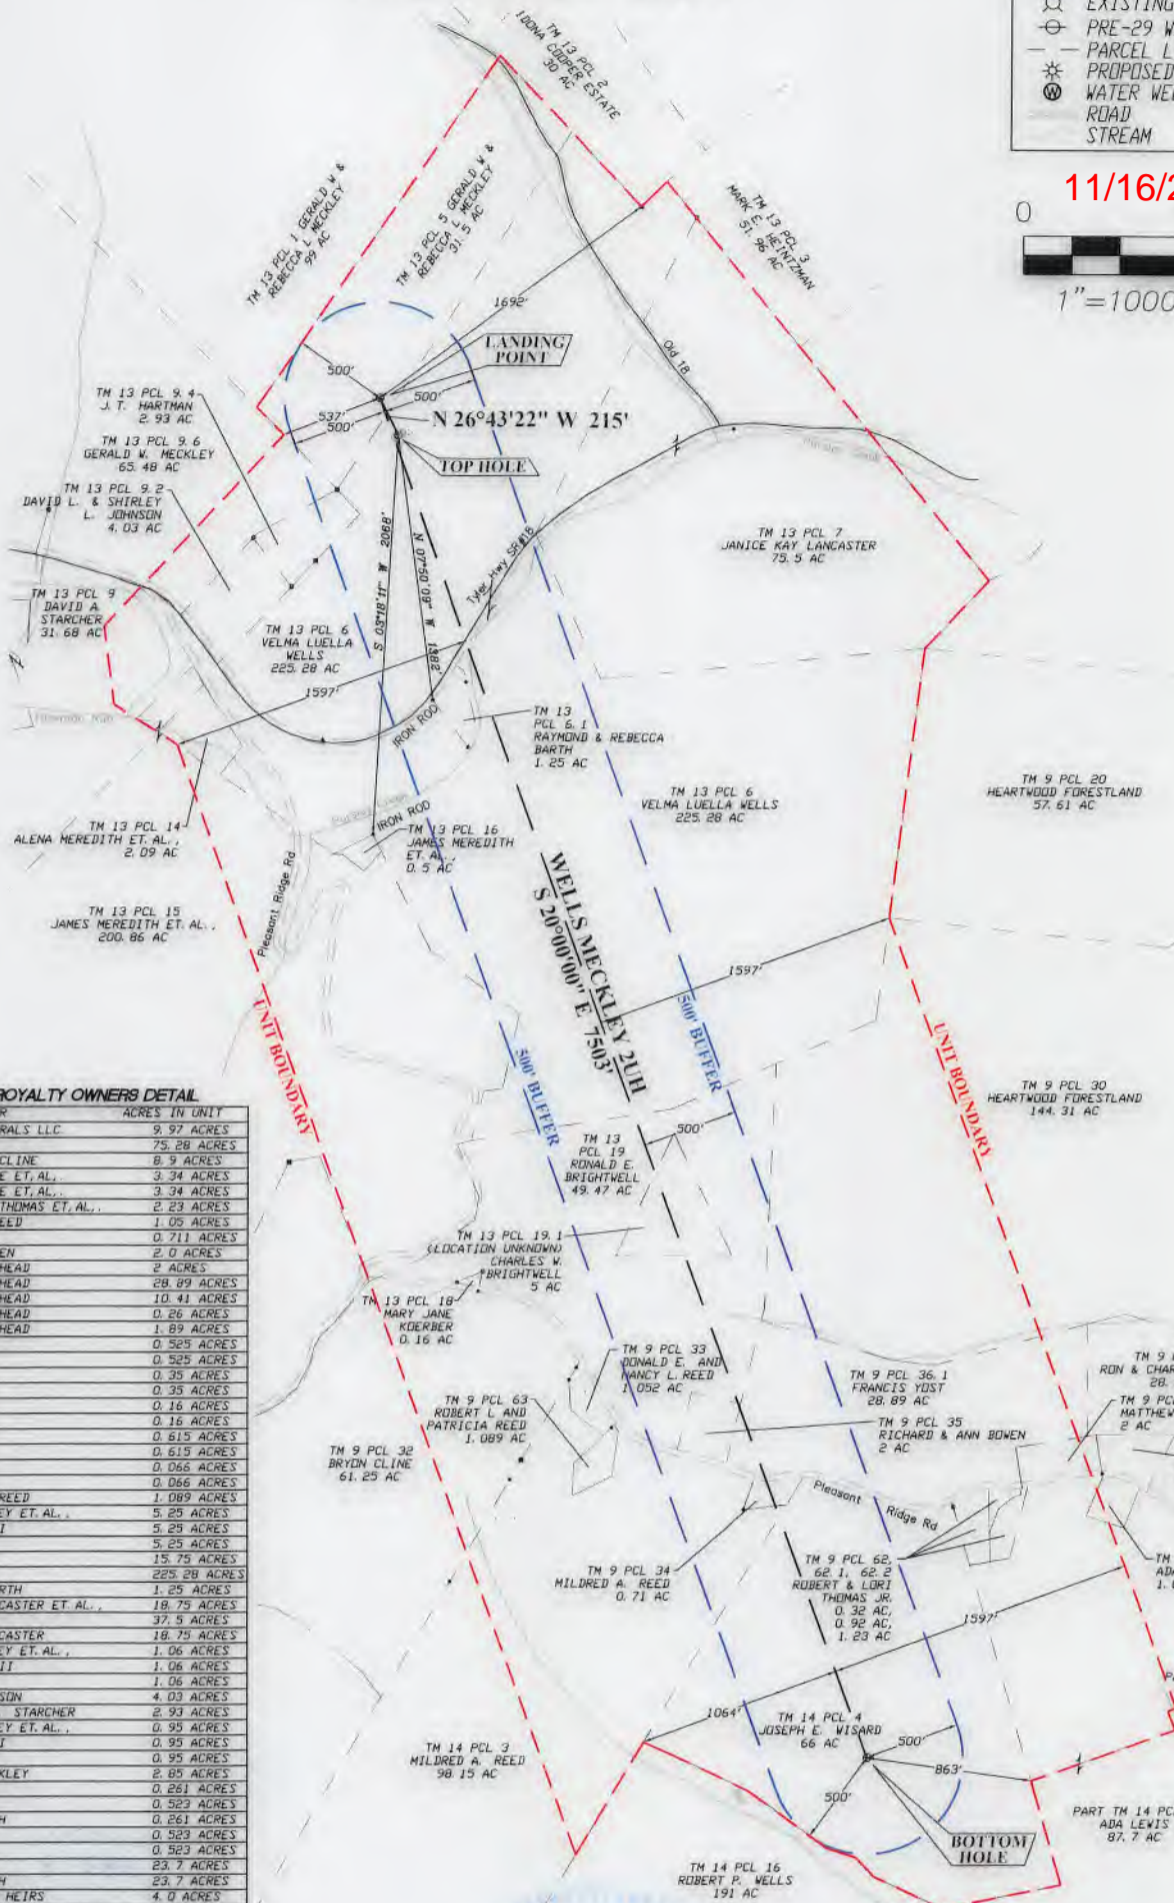 EXISTING
PRE-29 W
PARCEL L
PROPOSED
WATER WE
ROAD
STREAM
11/16/2
0
1"=1000
TM 13 PCL 2
IDONA COOPER ESTATE
30 AC
TM 13 PCL 1 GERALD W &
REBECCA L MECKLEY
99 AC
TM 13 PCL 5 GERALD W &
REBECCA L MECKLEY
31.5 AC
TM 13 PCL 3
MARK E. HEINTZMAN
51.96 AC
1692'
LANDING
POINT
Old 18
500'
500'
537'
500'
N 26°43'22" W 215'
TOP HOLE
TM 13 PCL 9.4
J.T. HARTMAN
2.93 AC
TM 13 PCL 9.6
GERALD W. MECKLEY
65.48 AC
TM 13 PCL 9.2
DAVID L. & SHIRLEY
L. JOHNSON
4.03 AC
TM 13 PCL 9
DAVID A.
STARCHER
31.68 AC
TM 13 PCL 7
JANICE KAY LANCASTER
75.5 AC
S 03°18'11" W 2068'
N 07°50'09" W 1382'
Tyler Hwy SR#18
TM 13 PCL 6
VELMA LUELLA
WELLS
225.28 AC
1597'
IRON ROD
TM 13
PCL 6.1
RAYMOND & REBECCA
BARTH
1.25 AC
TM 13 PCL 6
VELMA LUELLA WELLS
225.28 AC
TM 9 PCL 20
HEARTWOOD FORESTLAND
57.61 AC
TM 13 PCL 14
ALENA MEREDITH ET.AL.,
2.09 AC
IRON ROD
TM 13 PCL 16
JAMES MEREDITH
ET.AL.,
0.5 AC
TM 13 PCL 15
JAMES MEREDITH ET.AL.,
200.86 AC
Pleasant Ridge Rd
WELLS MECKLEY 2UH
S 20°00'00" E 7503'
1597'
UNIT BOUNDARY
500' BUFFER
500' BUFFER
UNIT BOUNDARY
TM 9 PCL 30
HEARTWOOD FORESTLAND
144.31 AC
500'
TM 13
PCL 19
RONALD E.
BRIGHTWELL
49.47 AC
TM 13 PCL 19.1
(LOCATION UNKNOWN)
CHARLES W.
BRIGHTWELL
5 AC
TM 13 PCL 18
MARY JANE
KOERBER
0.16 AC
TM 9 PCL 33
DONALD E. AND
NANCY L. REED
1.052 AC
TM 9 PCL 63
ROBERT L AND
PATRICIA REED
1.089 AC
TM 9 PCL 32
BRYON CLINE
61.25 AC
TM 9 PCL 36.1
FRANCIS YOST
28.89 AC
TM 9 PCL 35
RICHARD & ANN BOWEN
2 AC
TM 9 P
RON & CHAR
28.
TM 9 PCL
MATTHEW
2 AC
Pleasant Ridge Rd
TM 9 PCL 34
MILDRED A. REED
0.71 AC
TM 9 PCL 62,
62.1, 62.2
ROBERT & LORI
THOMAS JR.
0.32 AC,
0.92 AC,
1.23 AC
TM
ADA
1.
1597'
1064'
TM 14 PCL 4
JOSEPH E. WISARD
66 AC
500'
863'
500'
BOTTOM
HOLE
TM 14 PCL 3
MILDRED A. REED
98.15 AC
TM 14 PCL 16
ROBERT P. WELLS
191 AC
PART TM 14 PC
ADA LEWIS
87.7 AC
ROYALTY OWNERS DETAIL
R ACRES IN UNIT
RALS LLC 9.97 ACRES
75.28 ACRES
CLINE 8.9 ACRES
E ET.AL., 3.34 ACRES
E ET.AL., 3.34 ACRES
THOMAS ET.AL., 2.23 ACRES
EED 1.05 ACRES
0.711 ACRES
EN 2.0 ACRES
HEAD 2 ACRES
HEAD 28.89 ACRES
HEAD 10.41 ACRES
HEAD 0.26 ACRES
HEAD 1.89 ACRES
0.525 ACRES
0.525 ACRES
0.35 ACRES
0.35 ACRES
0.16 ACRES
0.16 ACRES
0.615 ACRES
0.615 ACRES
0.066 ACRES
0.066 ACRES
REED 1.089 ACRES
EY ET.AL., 5.25 ACRES
I 5.25 ACRES
5.25 ACRES
15.75 ACRES
225.28 ACRES
RTH 1.25 ACRES
CASTER ET AL., 18.75 ACRES
37.5 ACRES
CASTER 18.75 ACRES
EY ET.AL., 1.06 ACRES
II 1.06 ACRES
1.06 ACRES
SON 4.03 ACRES
STARCHER 2.93 ACRES
EY ET.AL., 0.95 ACRES
I 0.95 ACRES
0.95 ACRES
KLEY 2.85 ACRES
0.261 ACRES
0.523 ACRES
H 0.261 ACRES
0.523 ACRES
0.523 ACRES
23.7 ACRES
H 23.7 ACRES
HEIRS 4.0 ACRES